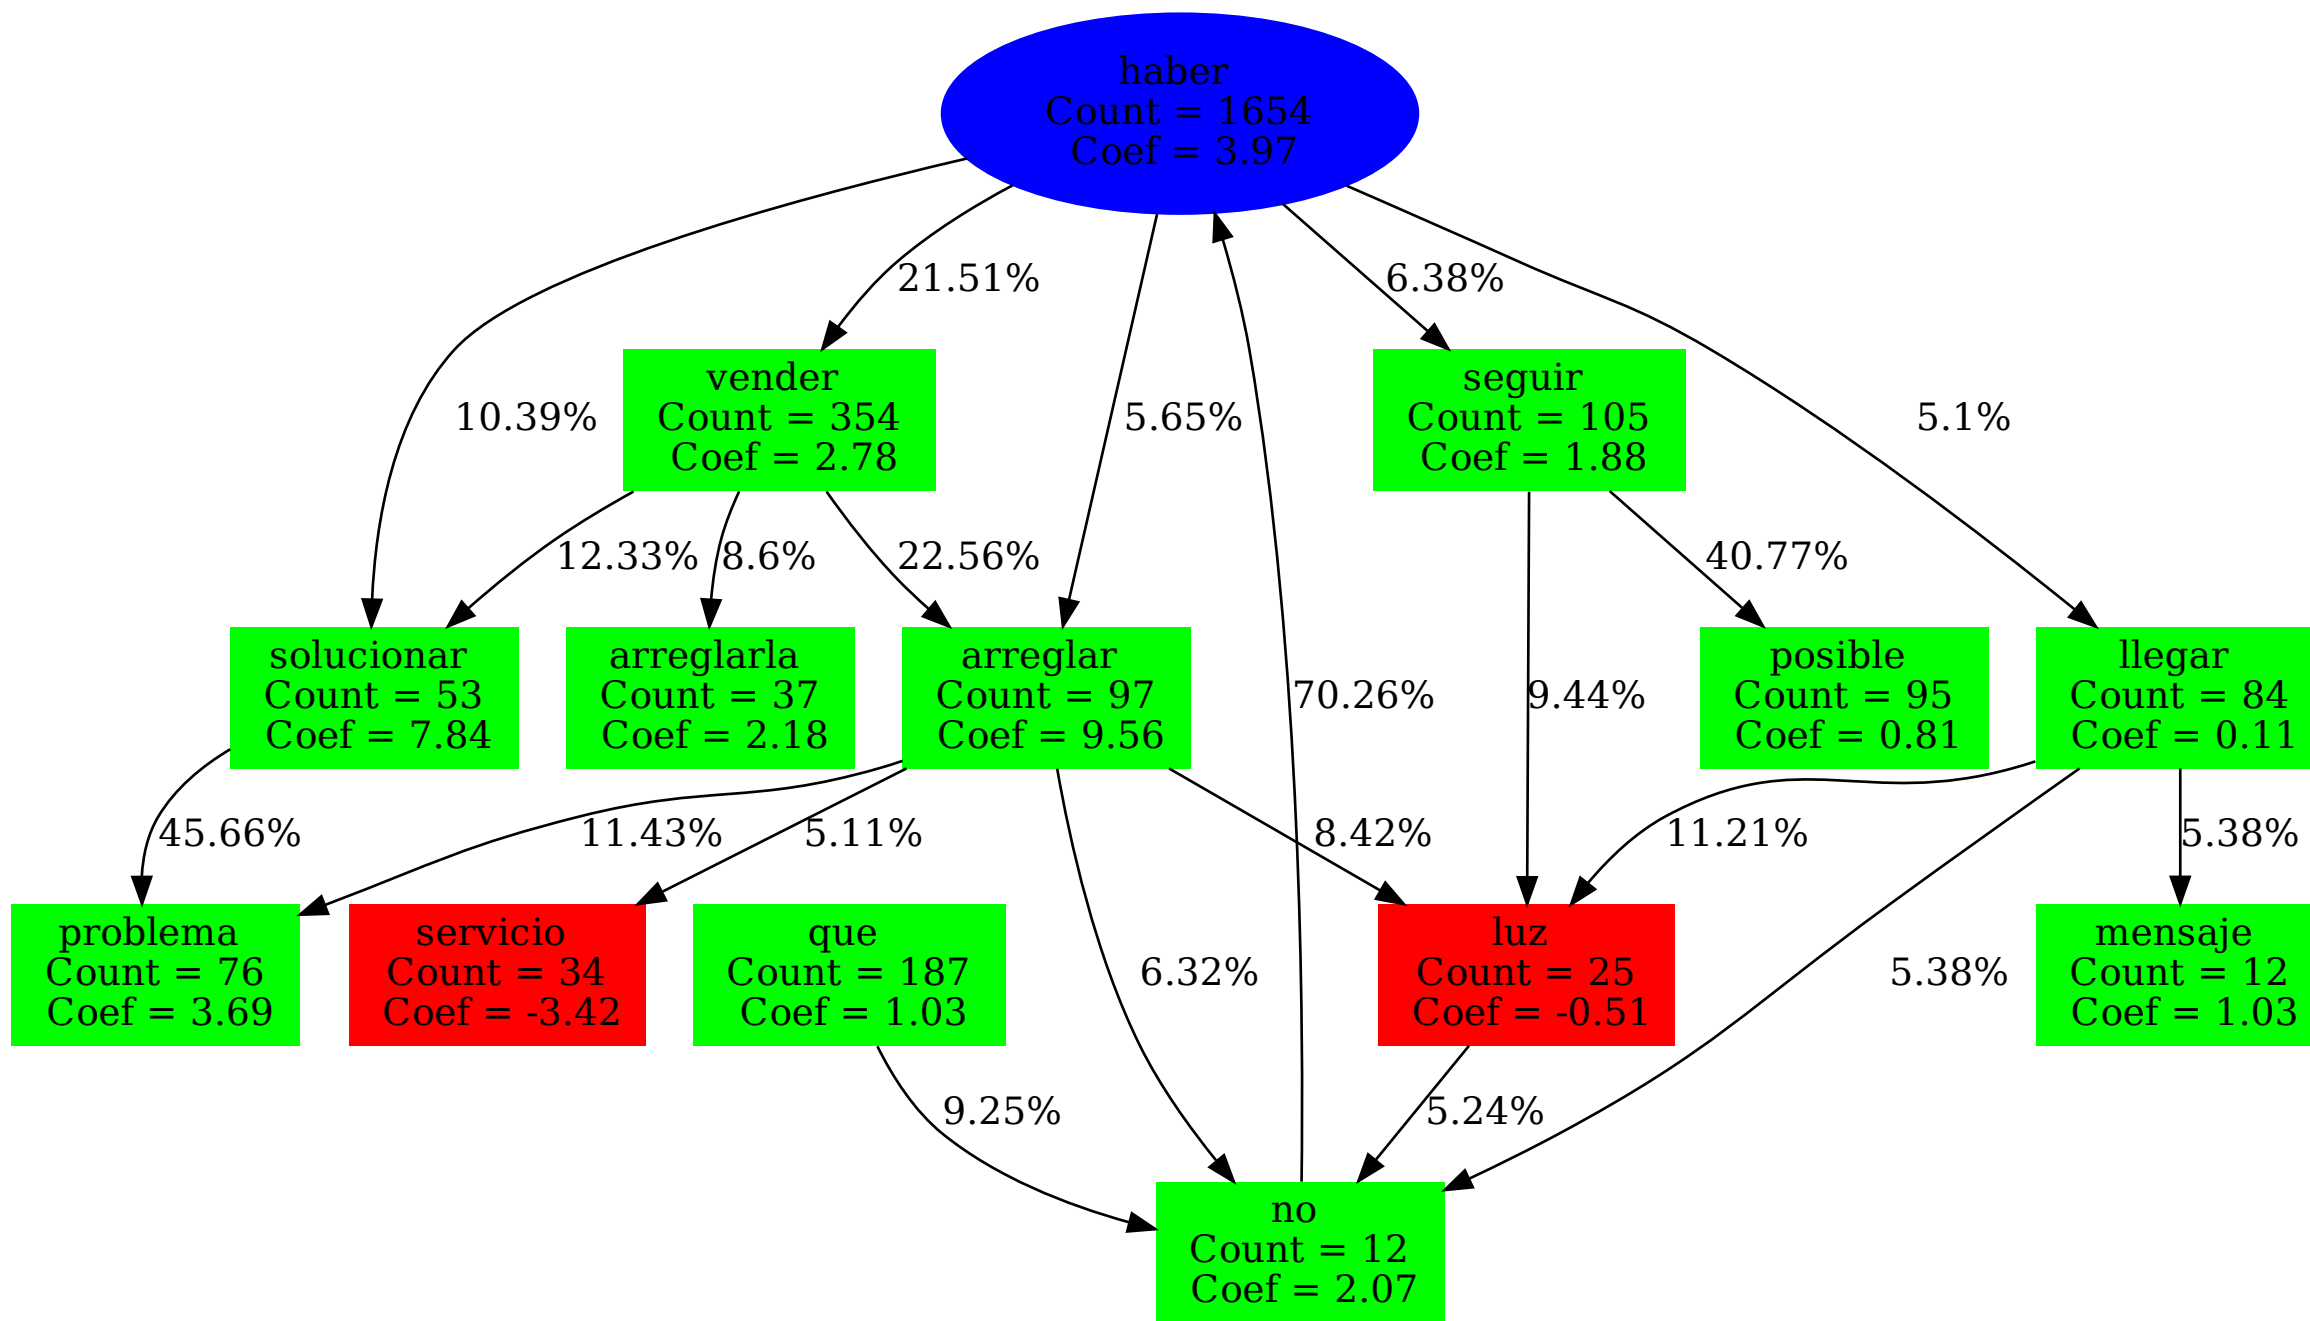 haber
Count = 1654
Coef = 3.97
21.51%
6.38%
10.39%
vender
Count = 354
Coef = 2.78
5.65%
seguir
Count = 105
Coef = 1.88
5.1%
12.33%
8.6%
22.56%
40.77%
solucionar
Count = 53
Coef = 7.84
arreglarla
Count = 37
Coef = 2.18
arreglar
Count = 97
Coef = 9.56
70.26%
9.44%
posible
Count = 95
Coef = 0.81
llegar
Count = 84
Coef = 0.11
45.66%
11.43%
5.11%
8.42%
11.21%
5.38%
problema
Count = 76
Coef = 3.69
servicio
Count = 34
Coef = -3.42
que
Count = 187
Coef = 1.03
6.32%
luz
Count = 25
Coef = -0.51
5.38%
mensaje
Count = 12
Coef = 1.03
9.25%
5.24%
no
Count = 12
Coef = 2.07